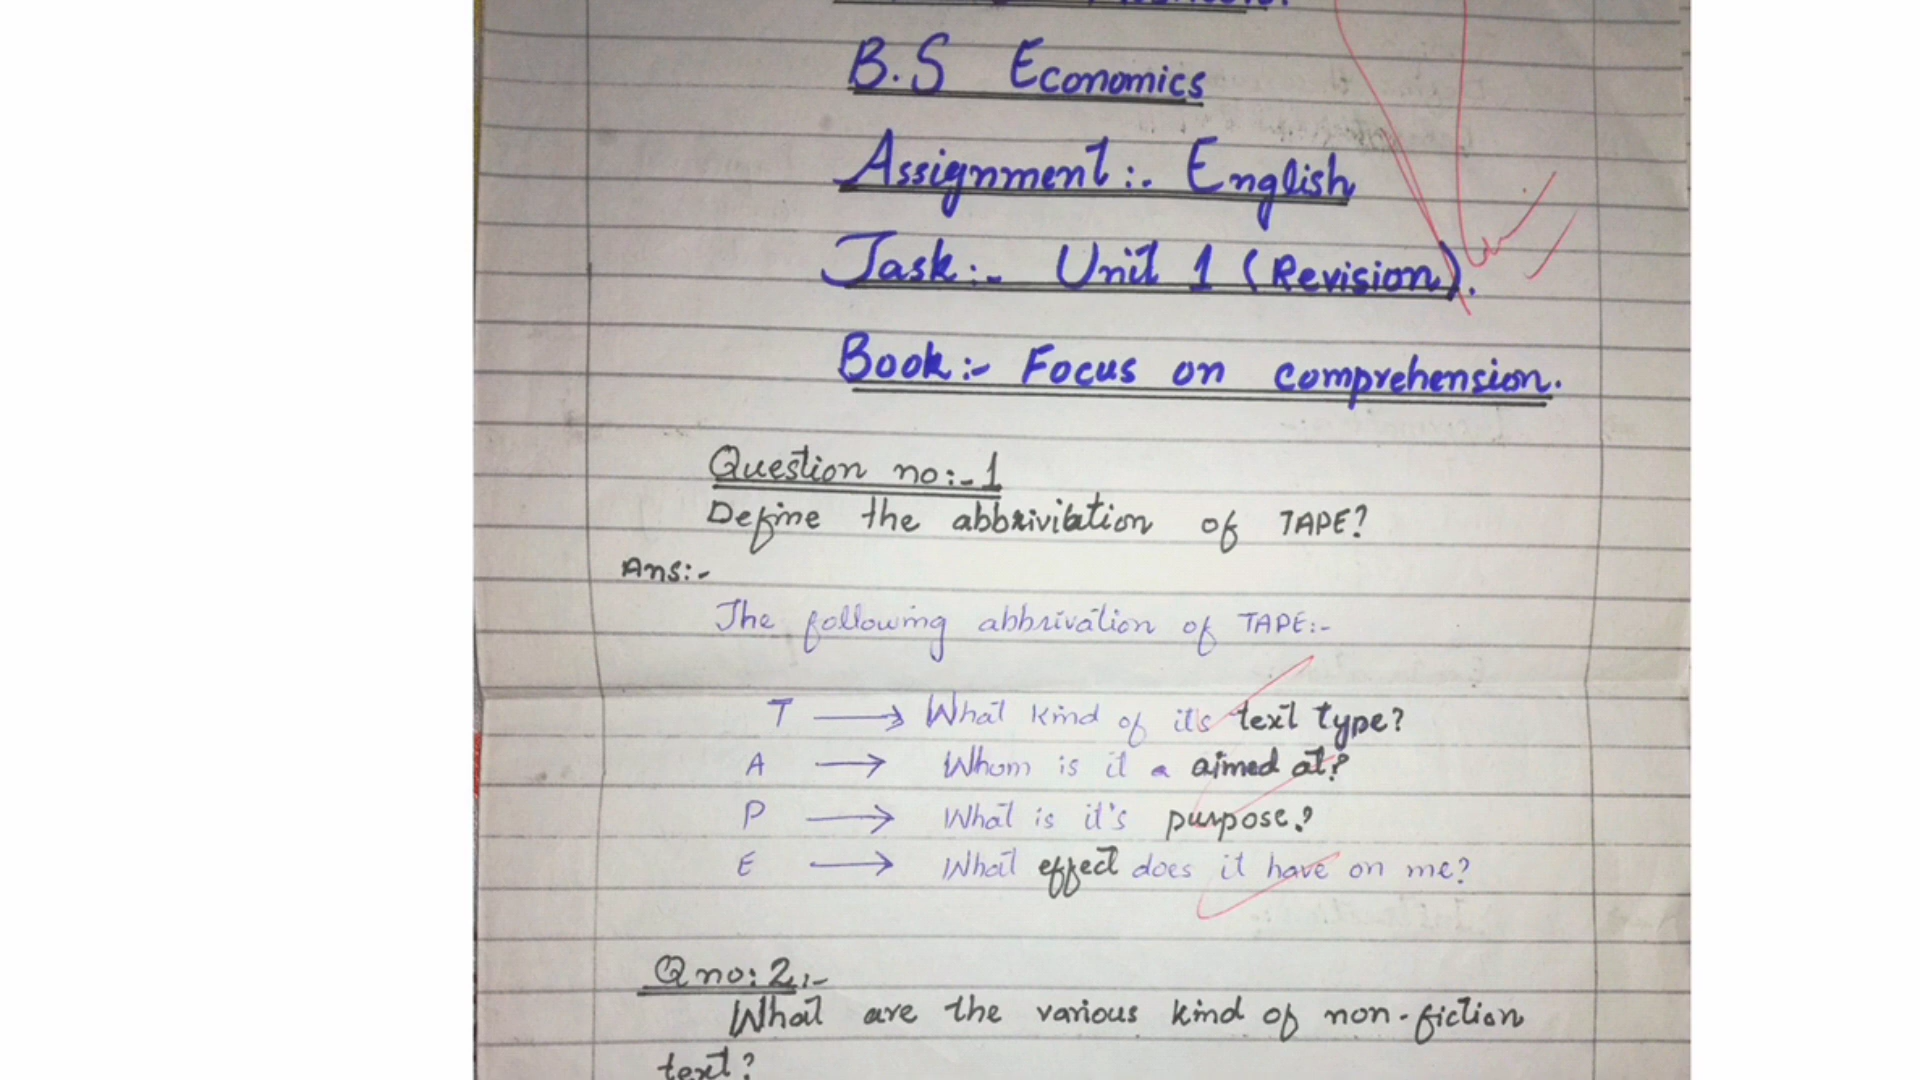 B.S Economics
Assignment:. English
Task:- Unit 1 (Revision).
Book:- Focus on comprehension.
Question no:-1
Define the abbriviation of TAPE?
Ans:-
The following abbrivation of TAPE:-
T → What kind of it's text type?
A → Whom is it a aimed at?
P → What is it's purpose?
E → What effect does it have on me?
Q no: 2:-
What are the various kind of non-fiction
text?